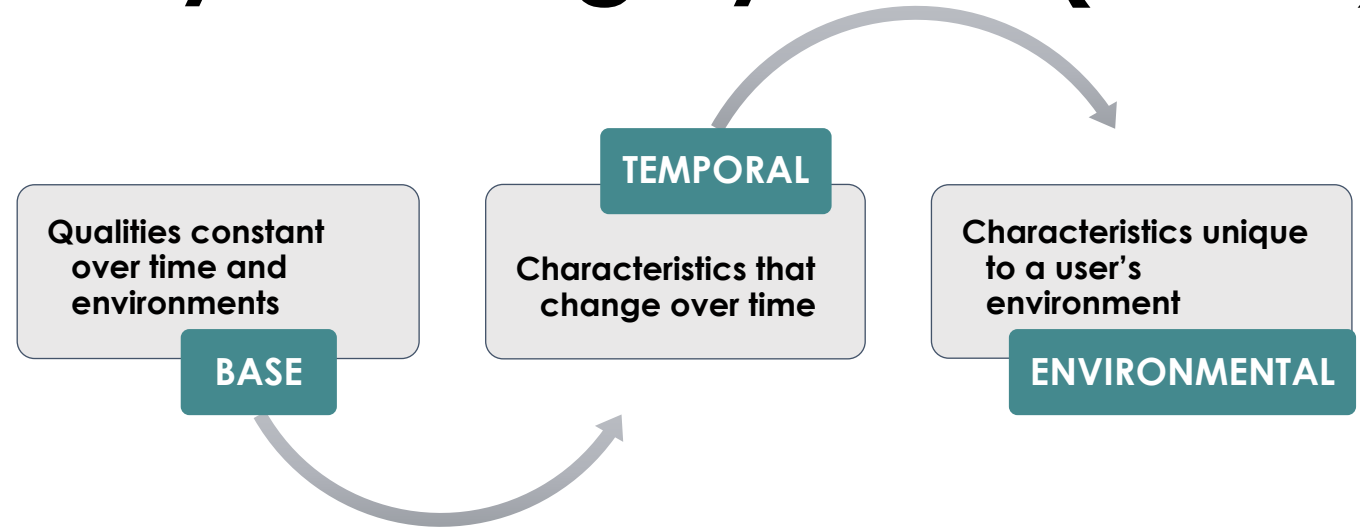 Qualities constant
over time and
environments
BASE
TEMPORAL
Characteristics that
change over time
Characteristics unique
to a user’s
environment
ENVIRONMENTAL